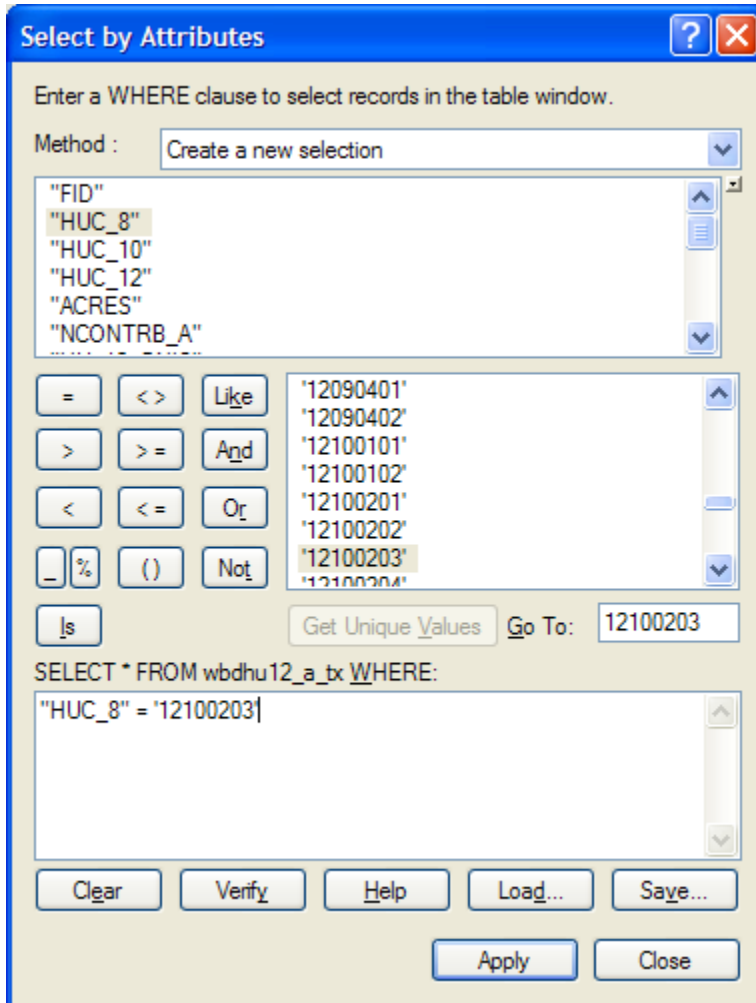 Select by Attributes
Enter a WHERE clause to select records in the table window.
Method : Create a new selection
"FID"
"HUC_8"
"HUC_10"
"HUC_12"
"ACRES"
"NCONTRB_A"
= < > Like
> > = And
< < = Or
_ % ( ) Not
Is
'12090401'
'12090402'
'12100101'
'12100102'
'12100201'
'12100202'
'12100203'
'12100204'
Get Unique Values Go To: 12100203
SELECT * FROM wbdhu12_a_tx WHERE:
"HUC_8" = '12100203'
Clear Verify Help Load... Save...
Apply Close